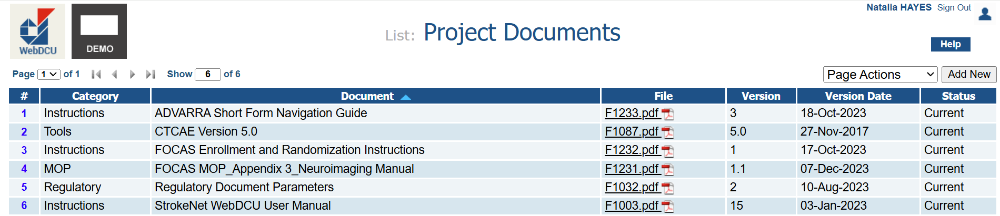 Natalia HAYES Sign Out
WebDCU
DEMO
List: Project Documents
Help
Page 1 of 1 Show 6 of 6 Page Actions Add New
# Category Document File Version Version Date Status
1 Instructions ADVARRA Short Form Navigation Guide F1233.pdf 3 18-Oct-2023 Current
2 Tools CTCAE Version 5.0 F1087.pdf 5.0 27-Nov-2017 Current
3 Instructions FOCAS Enrollment and Randomization Instructions F1232.pdf 1 17-Oct-2023 Current
4 MOP FOCAS MOP_Appendix 3_Neuroimaging Manual F1231.pdf 1.1 07-Dec-2023 Current
5 Regulatory Regulatory Document Parameters F1032.pdf 2 10-Aug-2023 Current
6 Instructions StrokeNet WebDCU User Manual F1003.pdf 15 03-Jan-2023 Current